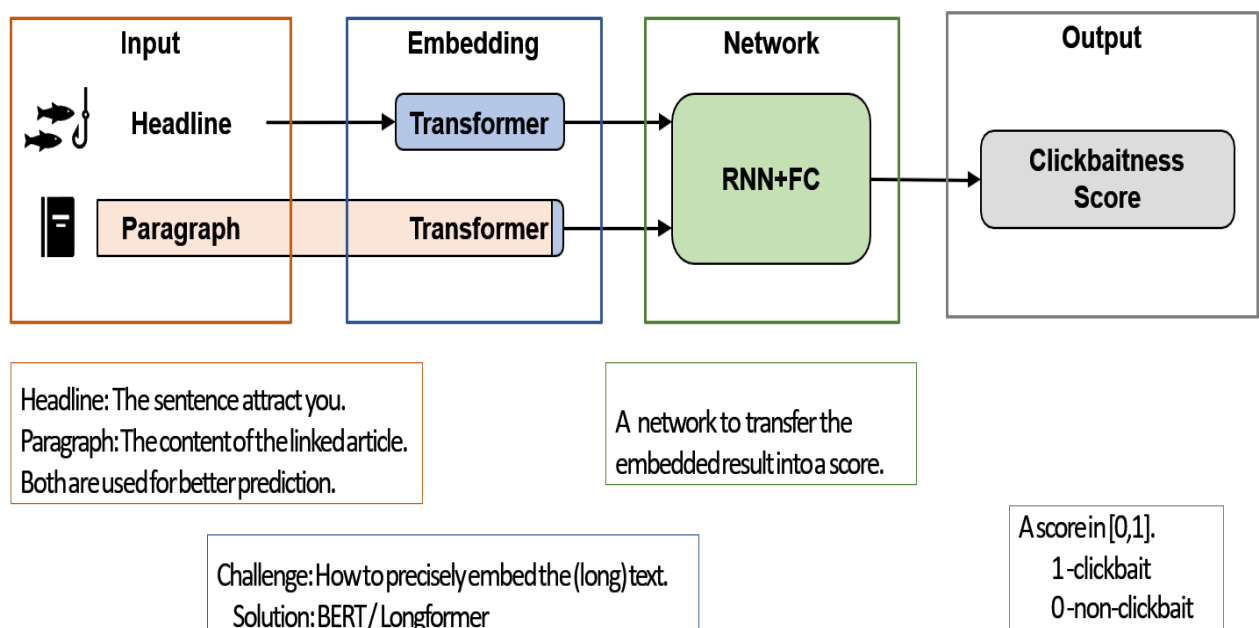 Input
Embedding
Network
Output
Headline
Transformer
RNN+FC
Clickbaitness
Score
Paragraph
Transformer
Headline: The sentence attract you.
Paragraph: The content of the linked article.
Both are used for better prediction.
A network to transfer the
embedded result into a score.
Challenge: How to precisely embed the (long) text.
Solution: BERT / Longformer
A score in [0,1].
1-clickbait
0-non-clickbait